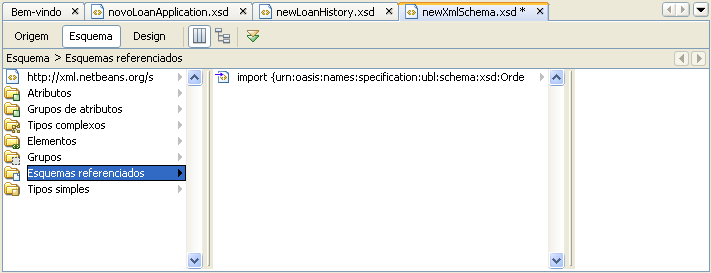 Bem-vindo novoLoanApplication.xsd newLoanHistory.xsd newXmlSchema.xsd *
Origem Esquema Design
Esquema > Esquemas referenciados
http://xml.netbeans.org/s
Atributos
Grupos de atributos
Tipos complexos
Elementos
Grupos
Esquemas referenciados
Tipos simples
import {urn:oasis:names:specification:ubl:schema:xsd:Orde